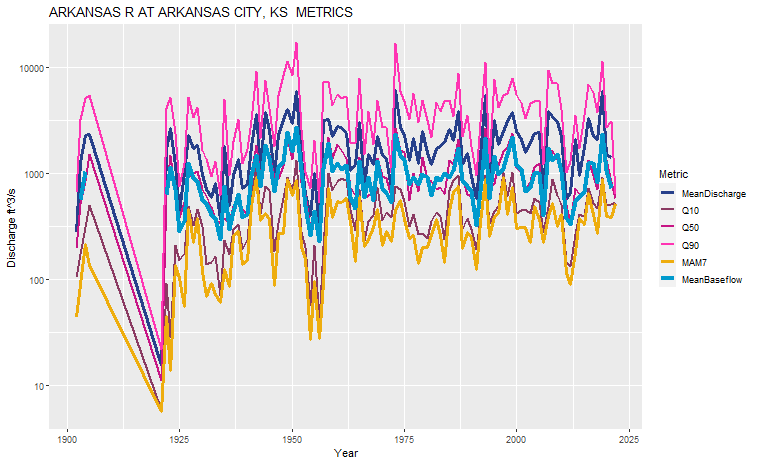 ARKANSAS R AT ARKANSAS CITY, KS  METRICS
10000
1000
100
10
Discharge ft^3/s
1900
1925
1950
1975
2000
2025
Year
Metric
MeanDischarge
Q10
Q50
Q90
MAM7
MeanBaseflow